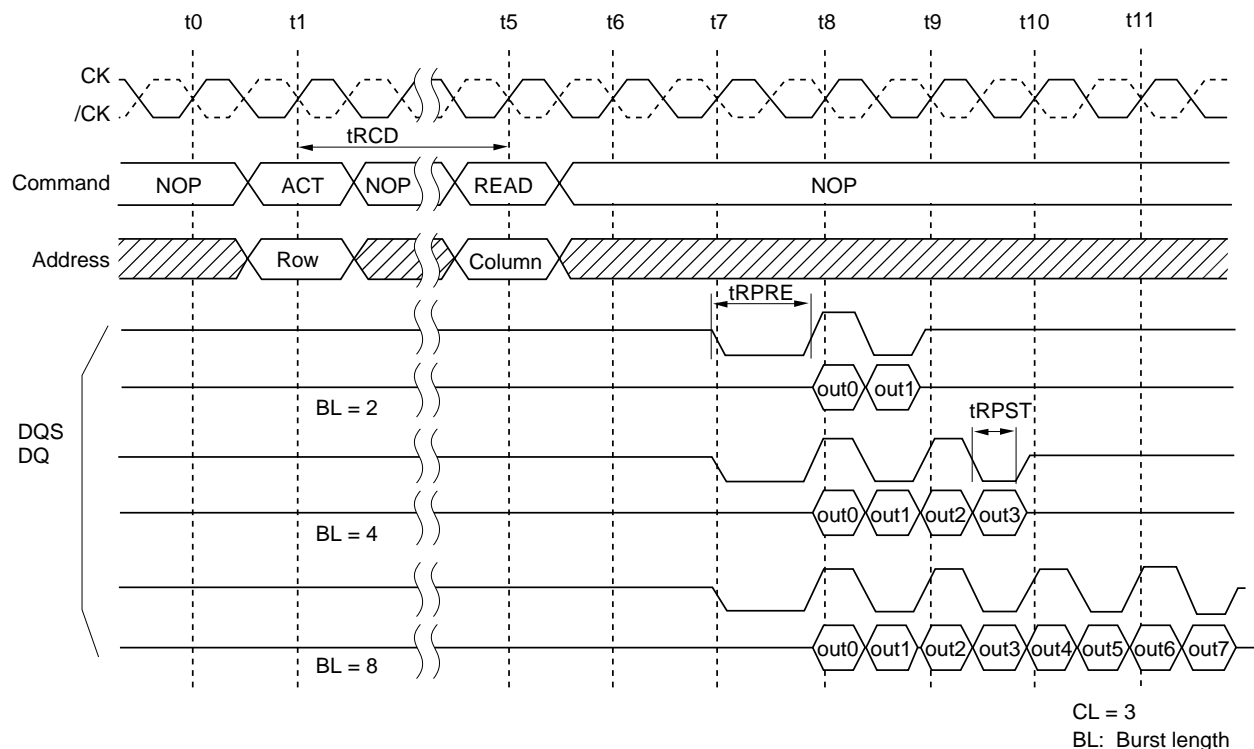 t0 t1 t5 t6 t7 t8 t9 t10 t11
CK
/CK
tRCD
Command NOP ACT NOP READ NOP
Address Row Column
tRPRE
out0 out1
BL = 2
tRPST
DQS
DQ
out0 out1 out2 out3
BL = 4
out0 out1 out2 out3 out4 out5 out6 out7
BL = 8
CL = 3
BL: Burst length